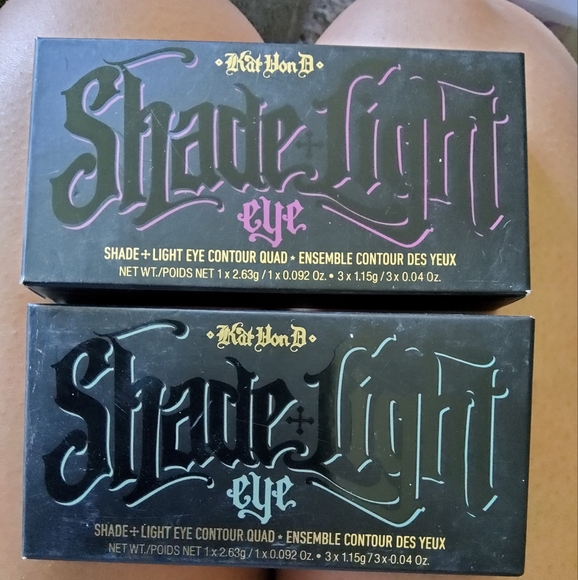 Kat Von D
Shade + Light
eye
SHADE + LIGHT EYE CONTOUR QUAD • ENSEMBLE CONTOUR DES YEUX
NET WT./POIDS NET 1 x 2.63g / 1 x 0.092 Oz. • 3 x 1.15g / 3 x 0.04 Oz.
Kat Von D
Shade + Light
eye
SHADE + LIGHT EYE CONTOUR QUAD • ENSEMBLE CONTOUR DES YEUX
NET WT./POIDS NET 1 x 2.63g / 1 x 0.092 Oz. • 3 x 1.15g / 3 x 0.04 Oz.